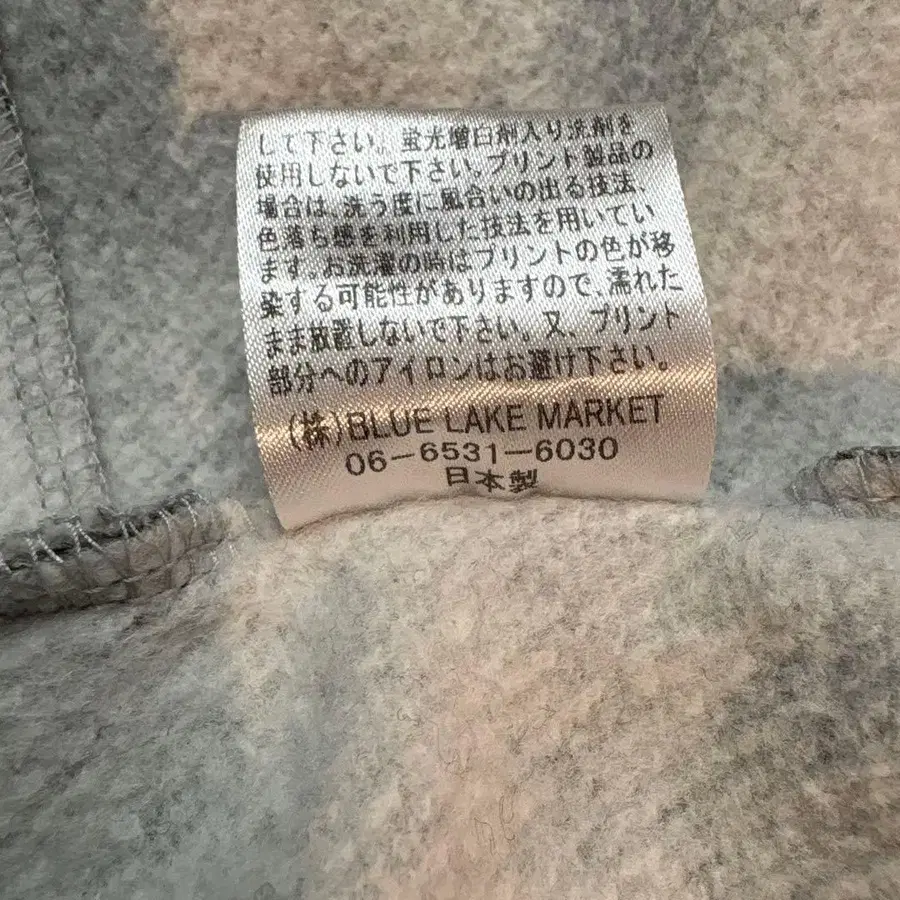 して下さい。蛍光増白剤入り洗剤を
使用しないで下さい。プリント製品の
場合は、洗う度に風合いの出る技法、
色落ち感を利用した技法を用いてい
ます。お洗濯の時はプリントの色が移
染する可能性がありますので、濡れた
まま放置しないで下さい。又、プリント
部分へのアイロンはお避け下さい。
(株)BLUE LAKE MARKET
06-6531-6030
日本製